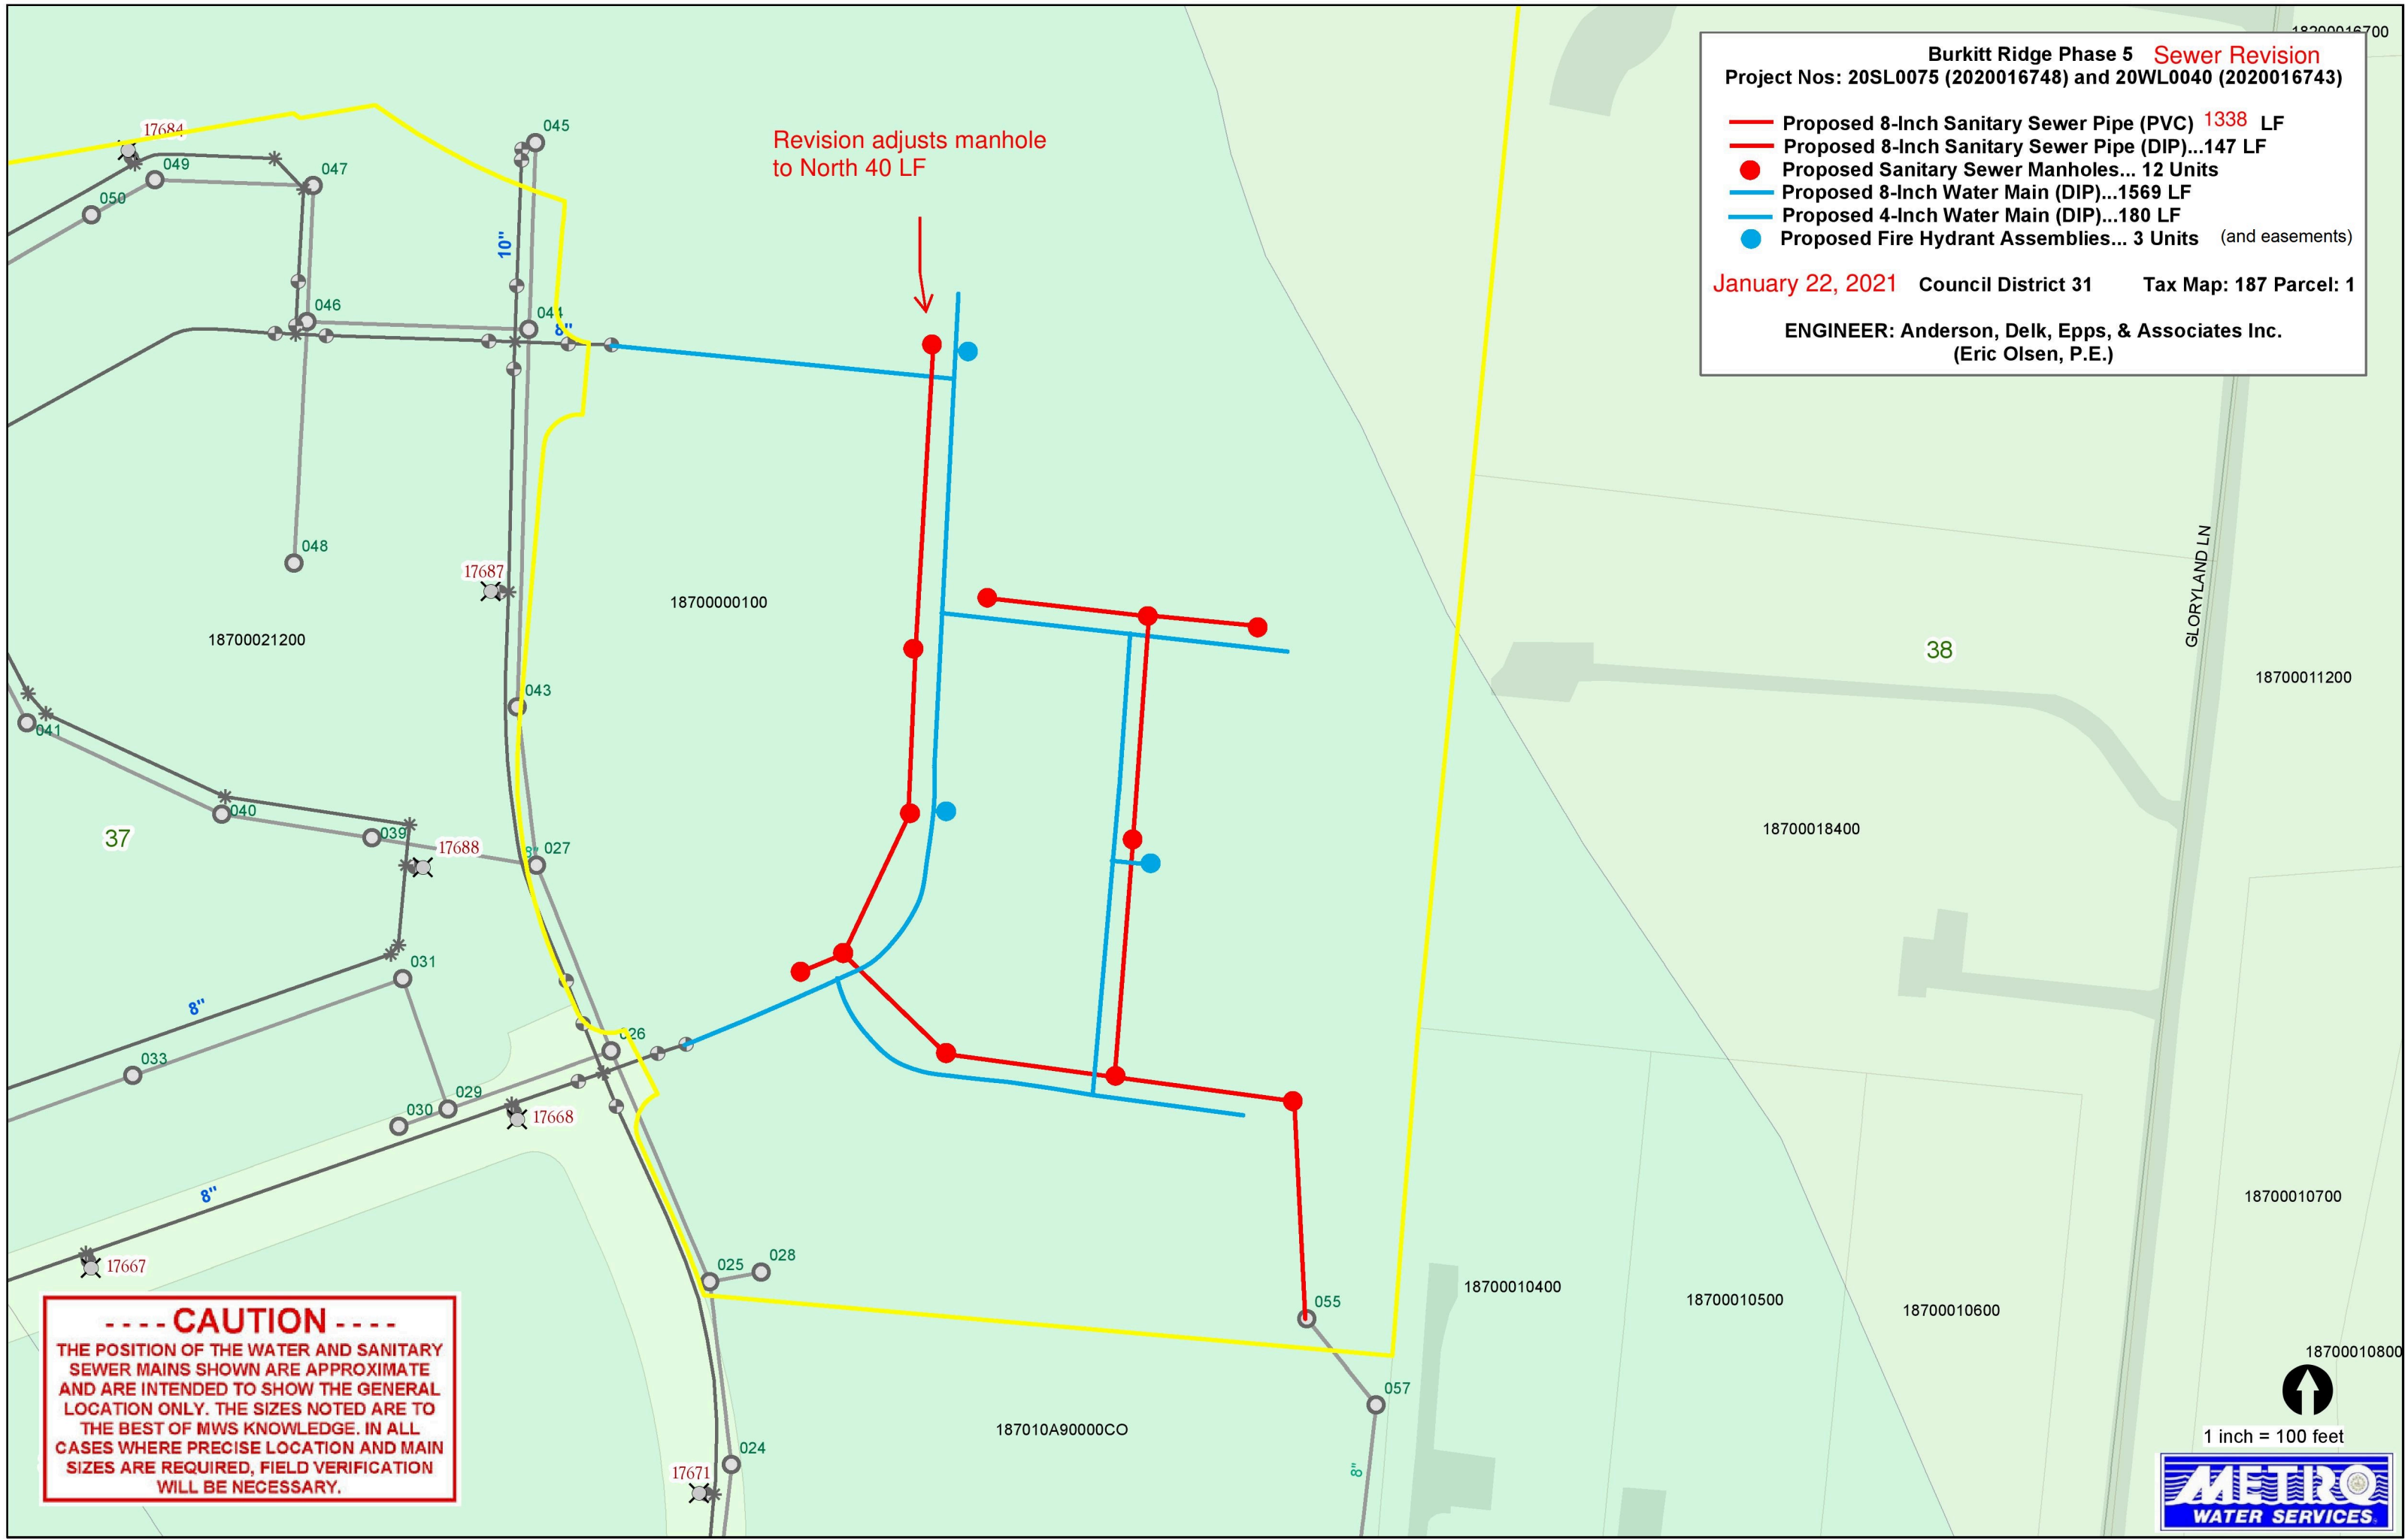 18200016700
Burkitt Ridge Phase 5 Sewer Revision
Project Nos: 20SL0075 (2020016748) and 20WL0040 (2020016743)
Proposed 8-Inch Sanitary Sewer Pipe (PVC) 1338 LF
Proposed 8-Inch Sanitary Sewer Pipe (DIP)...147 LF
Proposed Sanitary Sewer Manholes... 12 Units
Proposed 8-Inch Water Main (DIP)...1569 LF
Proposed 4-Inch Water Main (DIP)...180 LF
Proposed Fire Hydrant Assemblies... 3 Units (and easements)
January 22, 2021 Council District 31 Tax Map: 187 Parcel: 1
ENGINEER: Anderson, Delk, Epps, & Associates Inc.
(Eric Olsen, P.E.)
Revision adjusts manhole
to North 40 LF
17684
049
047
050
045
10"
046
044
8"
048
17687
18700000100
18700021200
043
041
040
039
17688
8"
027
37
031
8"
026
033
029
030
17668
8"
17667
025
028
055
057
024
17671
187010A90000CO
8"
GLORYLAND LN
38
18700011200
18700018400
18700010700
18700010400
18700010500
18700010600
18700010800
- - - - CAUTION - - - -
THE POSITION OF THE WATER AND SANITARY
SEWER MAINS SHOWN ARE APPROXIMATE
AND ARE INTENDED TO SHOW THE GENERAL
LOCATION ONLY. THE SIZES NOTED ARE TO
THE BEST OF MWS KNOWLEDGE. IN ALL
CASES WHERE PRECISE LOCATION AND MAIN
SIZES ARE REQUIRED, FIELD VERIFICATION
WILL BE NECESSARY.
1 inch = 100 feet
METRO
WATER SERVICES